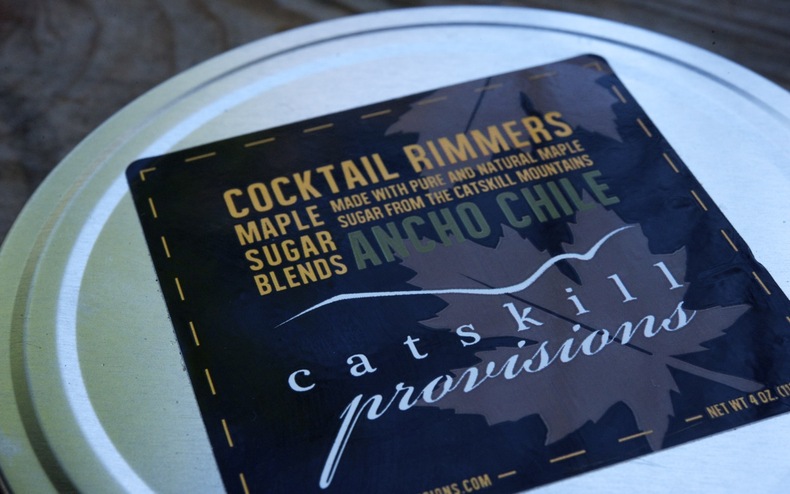 COCKTAIL RIMMERS
MAPLE SUGAR BLENDS
MADE WITH PURE AND NATURAL MAPLE
SUGAR FROM THE CATSKILL MOUNTAINS
ANCHO CHILE
catskill
provisions
NET WT 4 OZ.